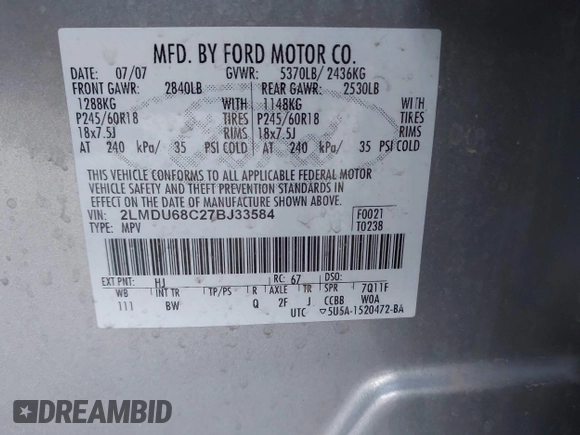 MFD. BY FORD MOTOR CO.
DATE: 07/07 GVWR: 5370LB/ 2436KG
FRONT GAWR: 2840LB REAR GAWR: 2530LB
1288KG WITH 1148KG WITH
P245/60R18 TIRES P245/60R18 TIRES
18x7.5J RIMS 18x7.5J RIMS
AT 240 kPa/ 35 PSI COLD AT 240 kPa/ 35 PSI COLD
THIS VEHICLE CONFORMS TO ALL APPLICABLE FEDERAL MOTOR
VEHICLE SAFETY AND THEFT PREVENTION STANDARDS IN
EFFECT ON THE DATE OF MANUFACTURE SHOWN ABOVE.
VIN: 2LMDU68C27BJ33584 F0021
TYPE: MPV T0238
EXT PNT: HJ RC: 67 DSO:
WB INT TR TP/PS R AXLE TR SPR 7Q11F
111 BW Q 2F J CCBB W0A
UTC 5U5A-1520472-BA
DREAMBID